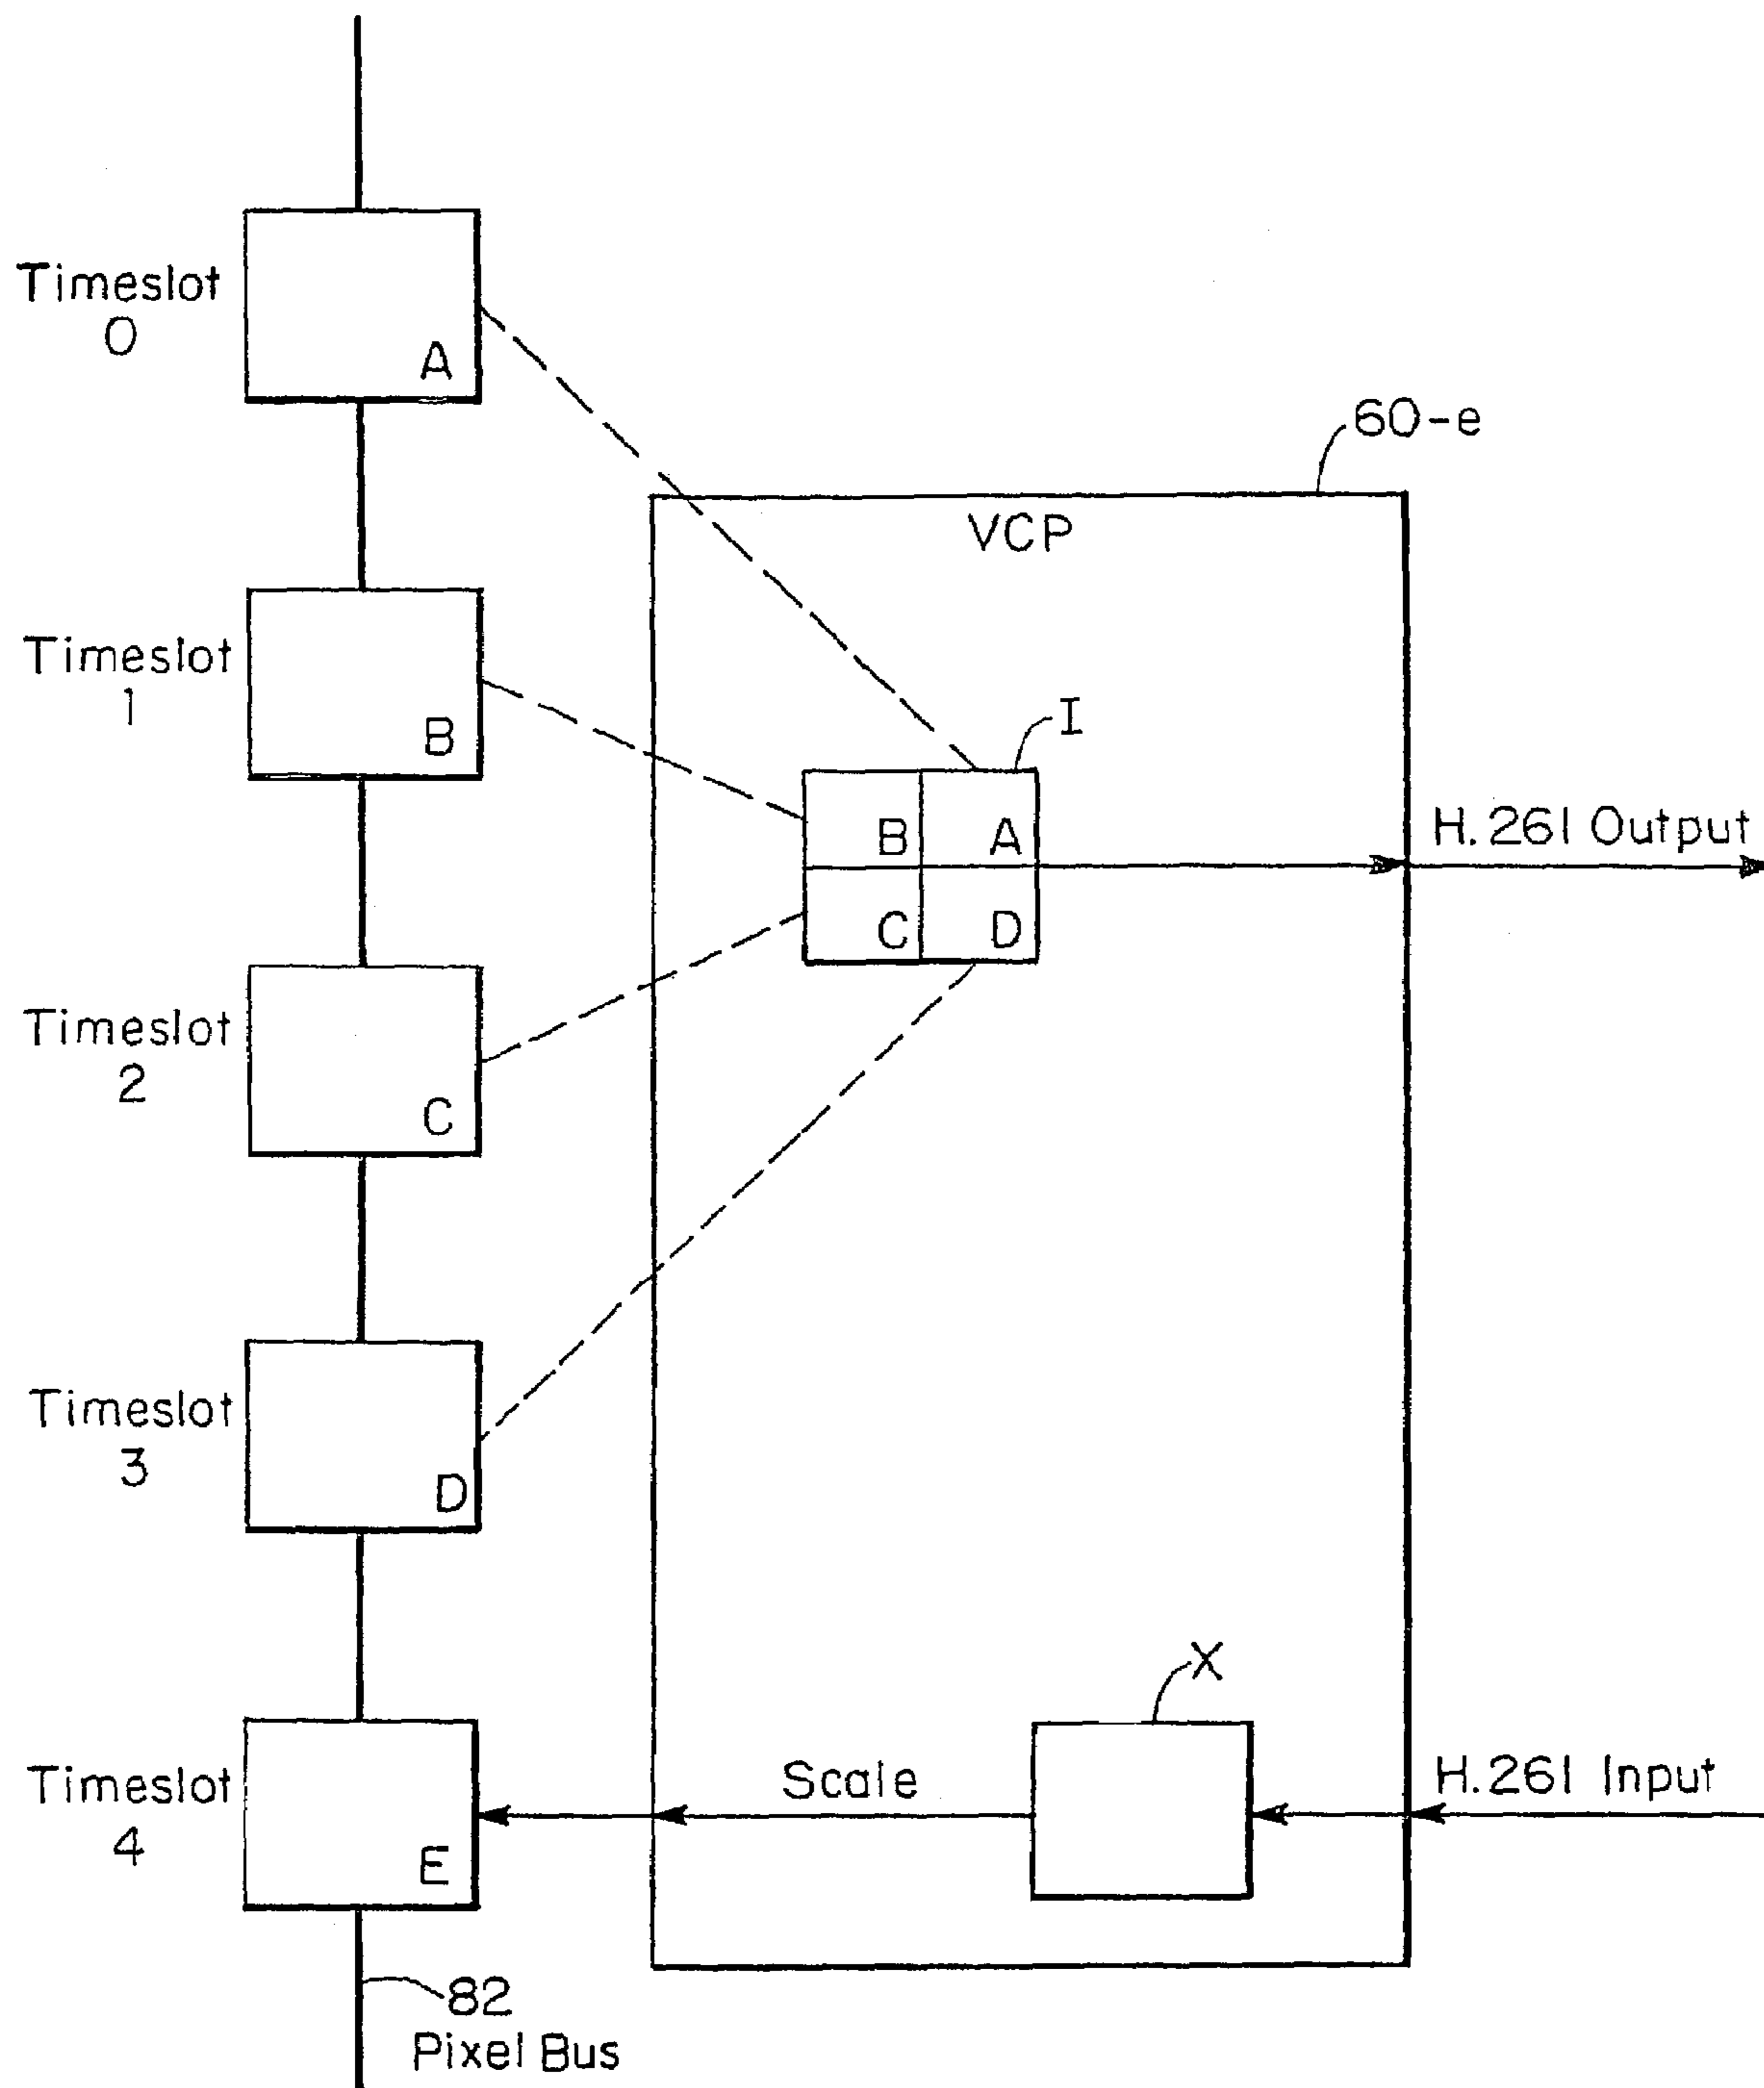 Timeslot
0
A
60-e
VCP
Timeslot
1
B
I
B A
C D
H.261 Output
Timeslot
2
C
Timeslot
3
D
X
Timeslot
4
E
Scale
H.261 Input
82
Pixel Bus